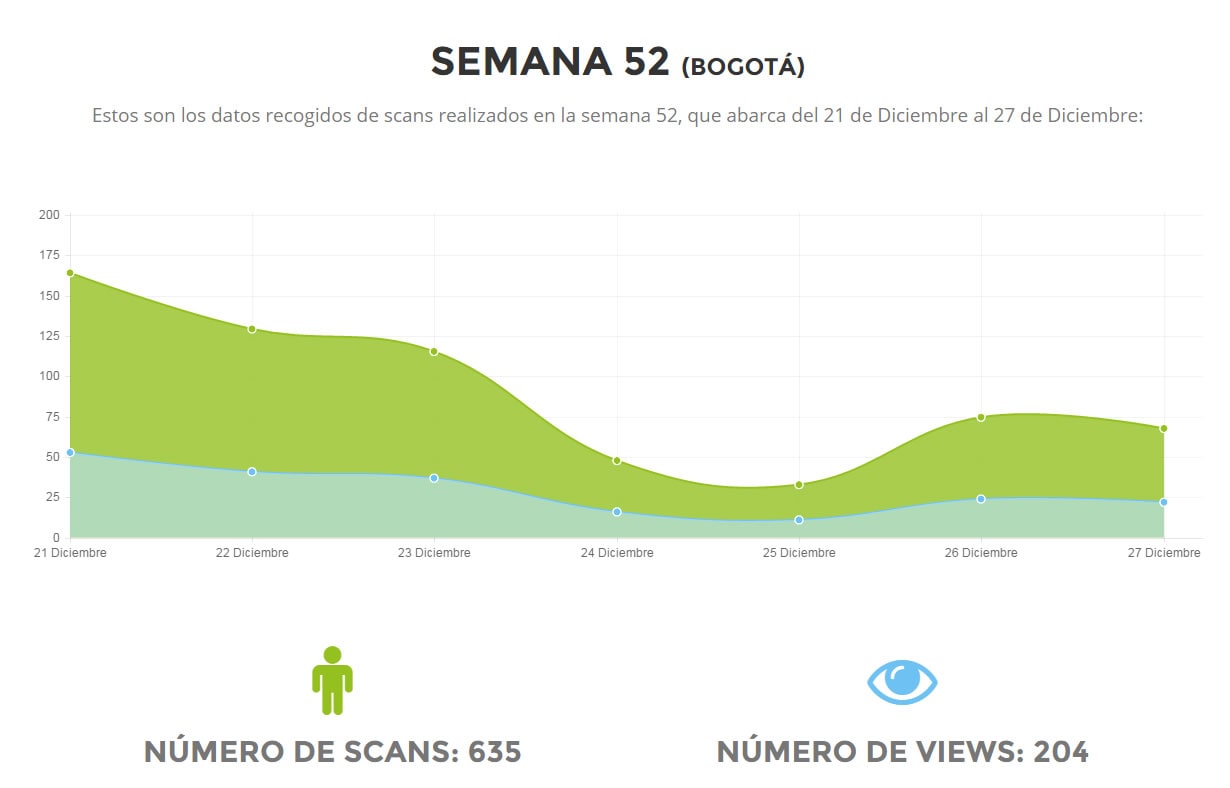 SEMANA 52 (BOGOTÁ)
Estos son los datos recogidos de scans realizados en la semana 52, que abarca del 21 de Diciembre al 27 de Diciembre:
200
175
150
125
100
75
50
25
0
21 Diciembre 22 Diciembre 23 Diciembre 24 Diciembre 25 Diciembre 26 Diciembre 27 Diciembre
NÚMERO DE SCANS: 635 NÚMERO DE VIEWS: 204